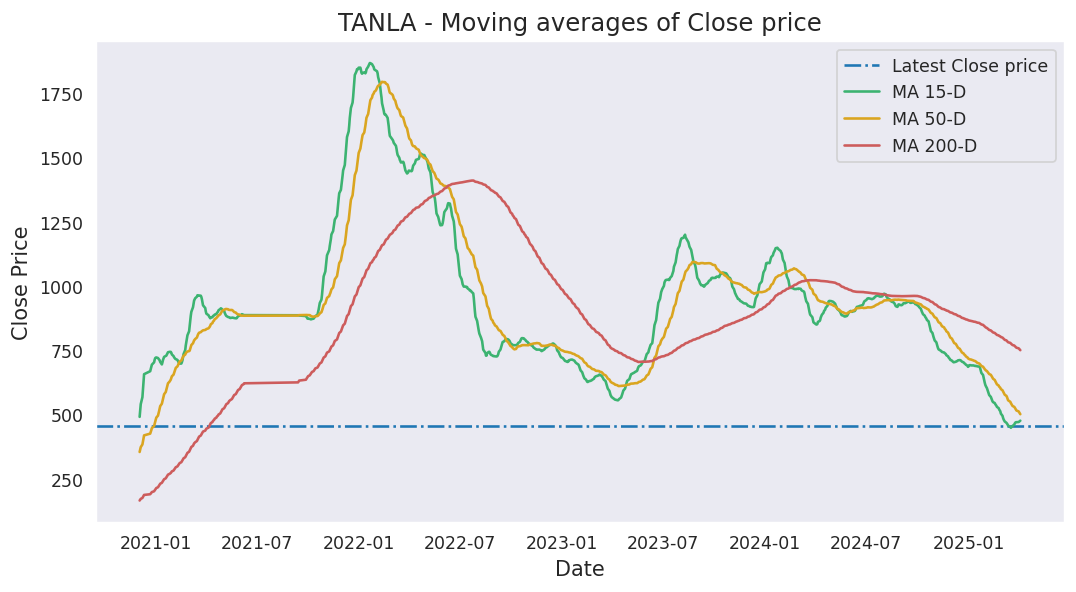 TANLA - Moving averages of Close price
Latest Close price
MA 15-D
MA 50-D
MA 200-D
Close Price
1750
1500
1250
1000
750
500
250
2021-01 2021-07 2022-01 2022-07 2023-01 2023-07 2024-01 2024-07 2025-01
Date